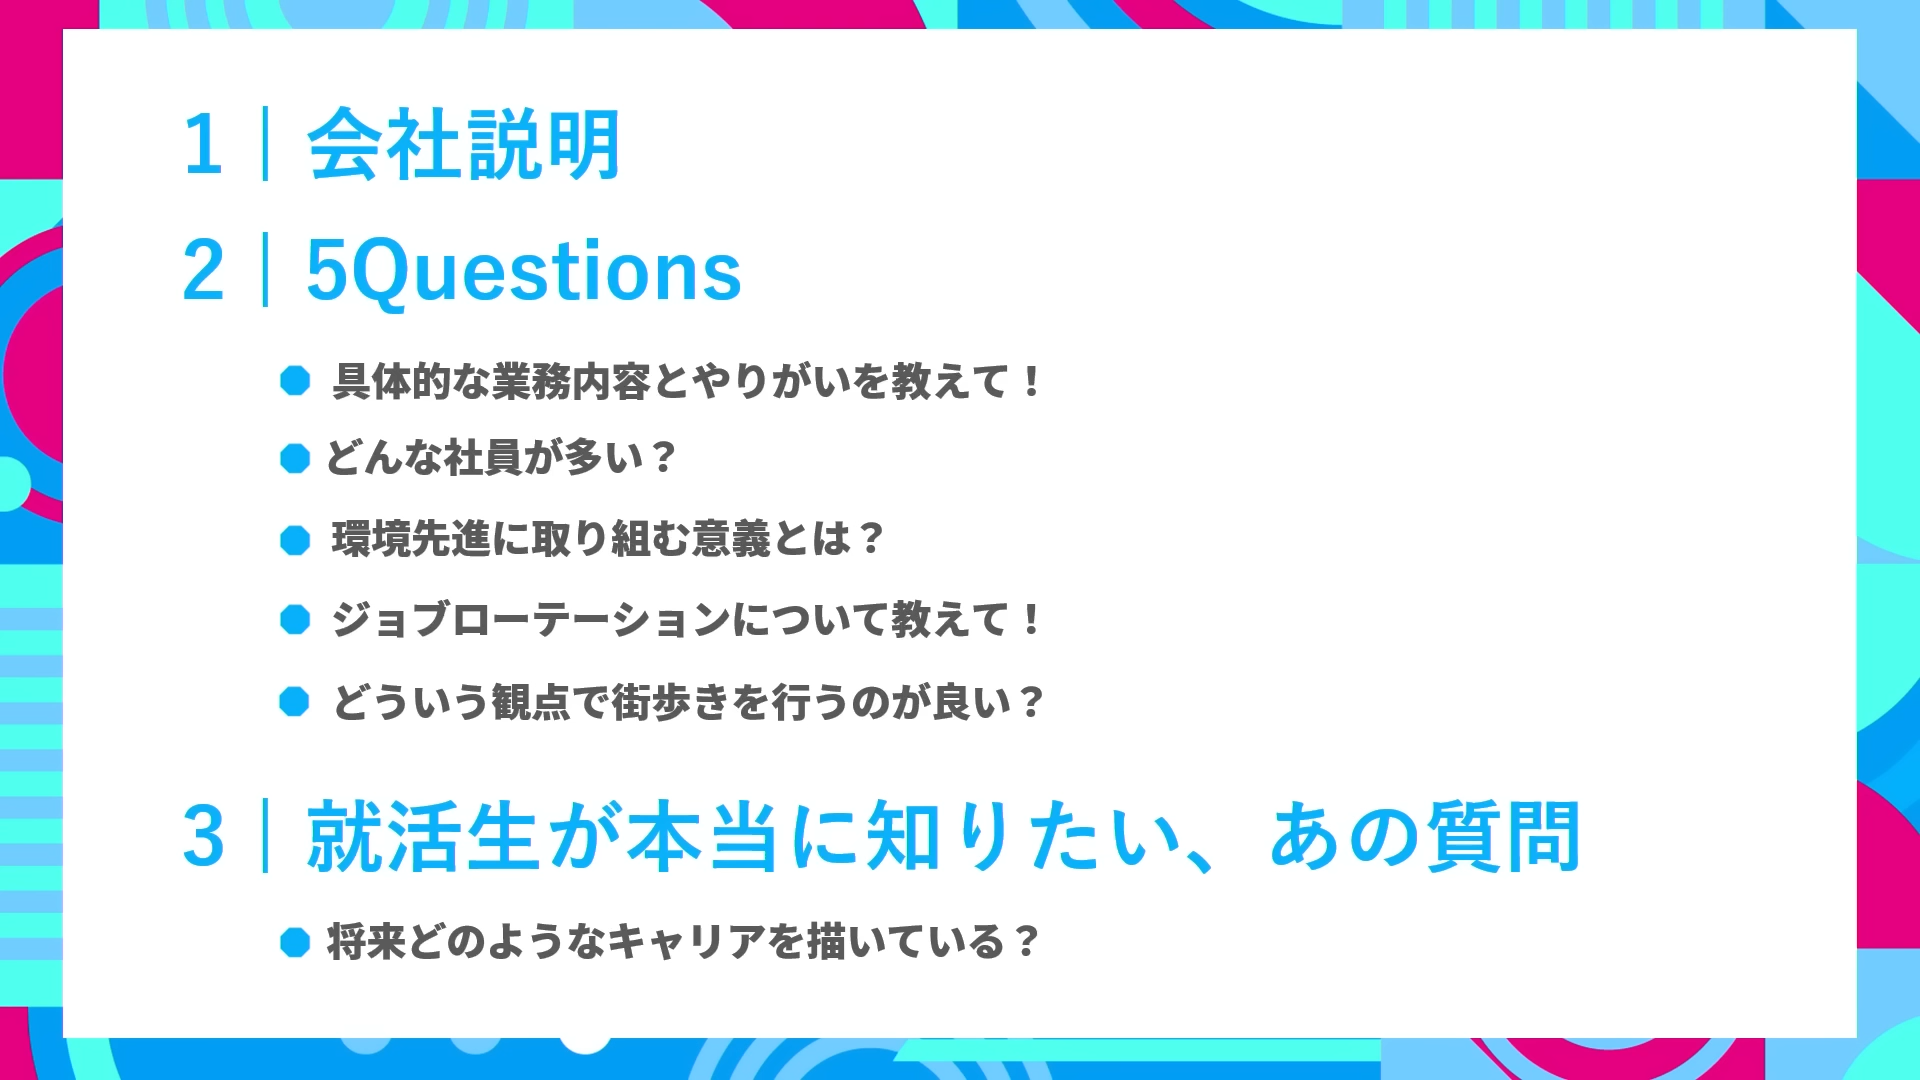 1｜会社説明
2｜5Questions
具体的な業務内容とやりがいを教えて！
どんな社員が多い？
環境先進に取り組む意義とは？
ジョブローテーションについて教えて！
どういう観点で街歩きを行うのが良い？
3｜就活生が本当に知りたい、あの質問
将来どのようなキャリアを描いている？